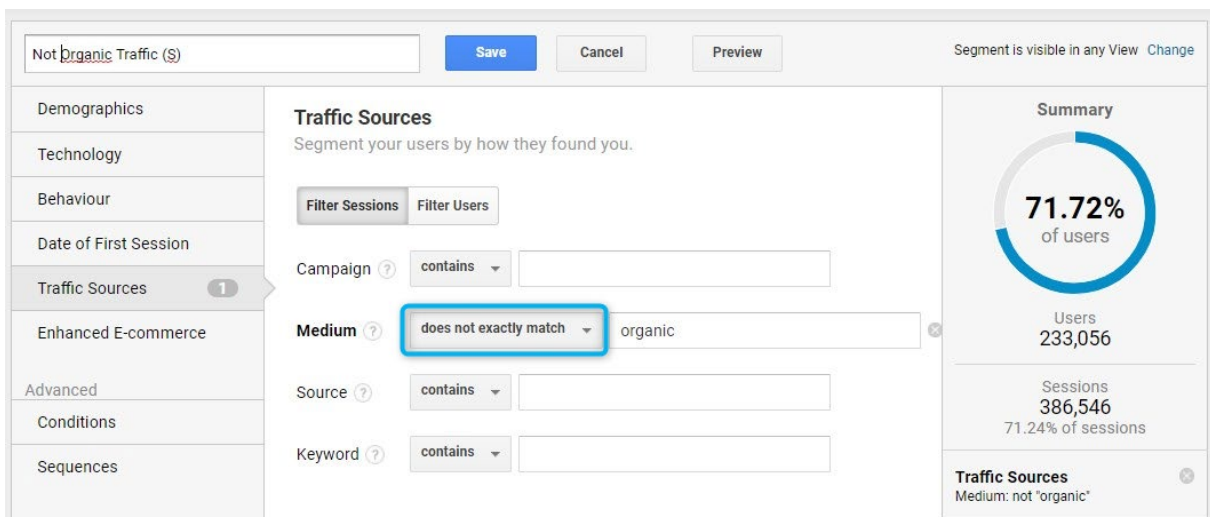 Not Organic Traffic (S)
Save
Cancel
Preview
Segment is visible in any View Change
Demographics
Technology
Behaviour
Date of First Session
Traffic Sources 1
Enhanced E-commerce
Advanced
Conditions
Sequences
Traffic Sources
Segment your users by how they found you.
Filter Sessions Filter Users
Campaign ? contains
Medium ? does not exactly match organic
Source ? contains
Keyword ? contains
Summary
71.72%
of users
Users
233,056
Sessions
386,546
71.24% of sessions
Traffic Sources
Medium: not "organic"